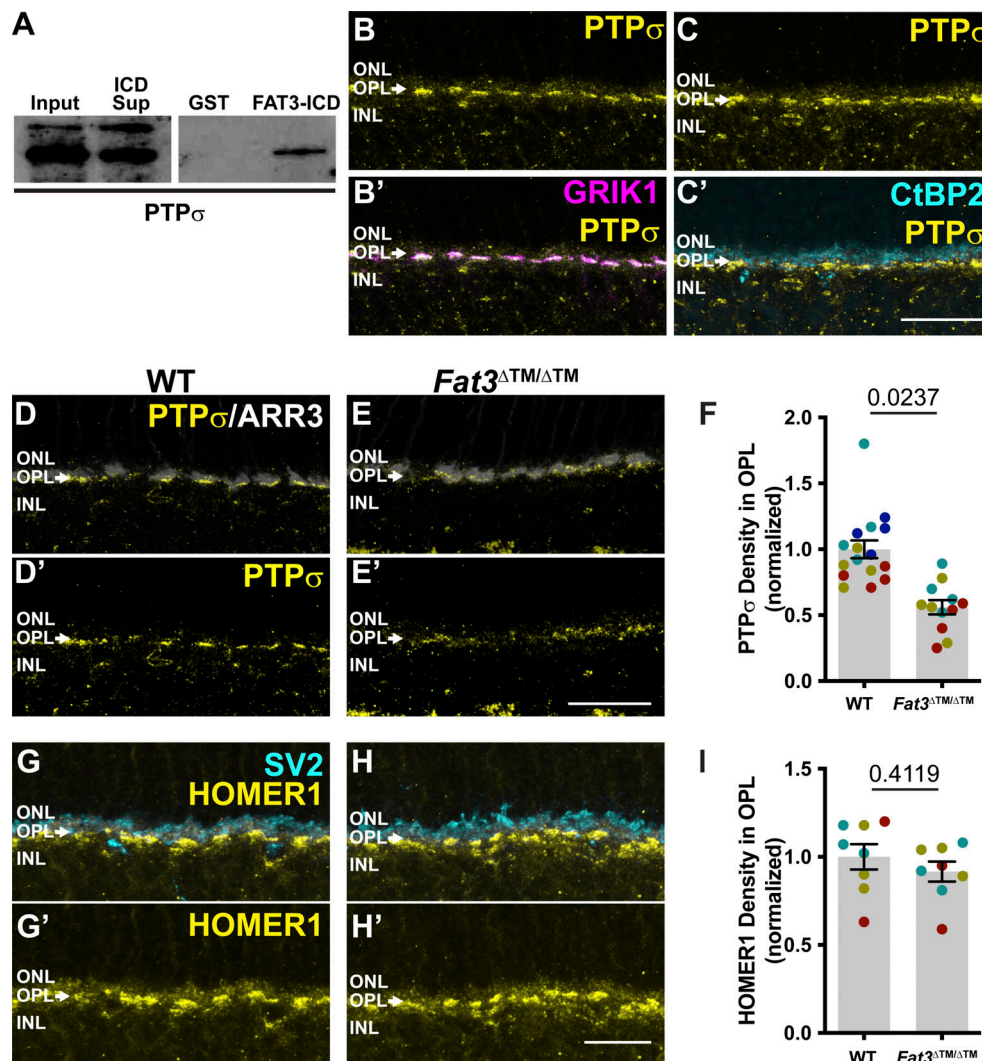 A
Input
ICD
Sup
GST
FAT3-ICD
PTPσ
B
PTPσ
ONL
OPL
INL
C
PTPσ
ONL
OPL
INL
B'
GRIK1
PTPσ
ONL
OPL
INL
C'
CtBP2
PTPσ
ONL
OPL
INL
WT
Fat3ΔTM/ΔTM
D
PTPσ/ARR3
ONL
OPL
INL
E
ONL
OPL
INL
D'
PTPσ
ONL
OPL
INL
E'
ONL
OPL
INL
F
0.0237
PTPσ Density in OPL
(normalized)
2.0
1.5
1.0
0.5
0.0
WT
Fat3ΔTM/ΔTM
G
SV2
HOMER1
ONL
OPL
INL
H
ONL
OPL
INL
G'
HOMER1
ONL
OPL
INL
H'
ONL
OPL
INL
I
0.4119
HOMER1 Density in OPL
(normalized)
1.5
1.0
0.5
0.0
WT
Fat3ΔTM/ΔTM